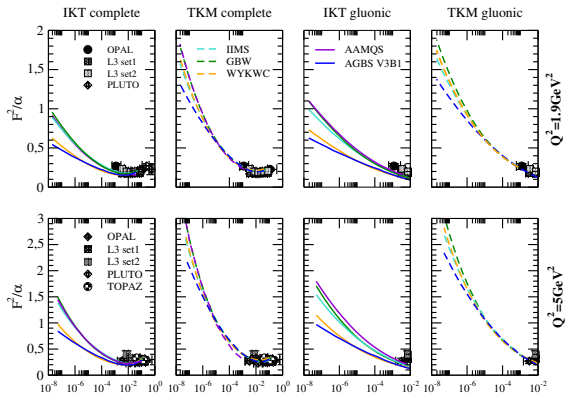 IKT complete TKM complete IKT gluonic TKM gluonic
2
1,5
1
0,5
0
F²/α
OPAL
L3 set1
L3 set2
PLUTO
IIMS
GBW
WYKWC
AAMQS
AGBS V3B1
Q²=1.9GeV²
3
2,5
2
1,5
1
0,5
0
F²/α
OPAL
L3 set1
L3 set2
PLUTO
TOPAZ
Q²=5GeV²
10⁻⁸ 10⁻⁶ 10⁻⁴ 10⁻² 10⁰ 10⁻⁸ 10⁻⁶ 10⁻⁴ 10⁻² 10⁰ 10⁻⁸ 10⁻⁶ 10⁻⁴ 10⁻² 10⁻⁸ 10⁻⁶ 10⁻⁴ 10⁻²